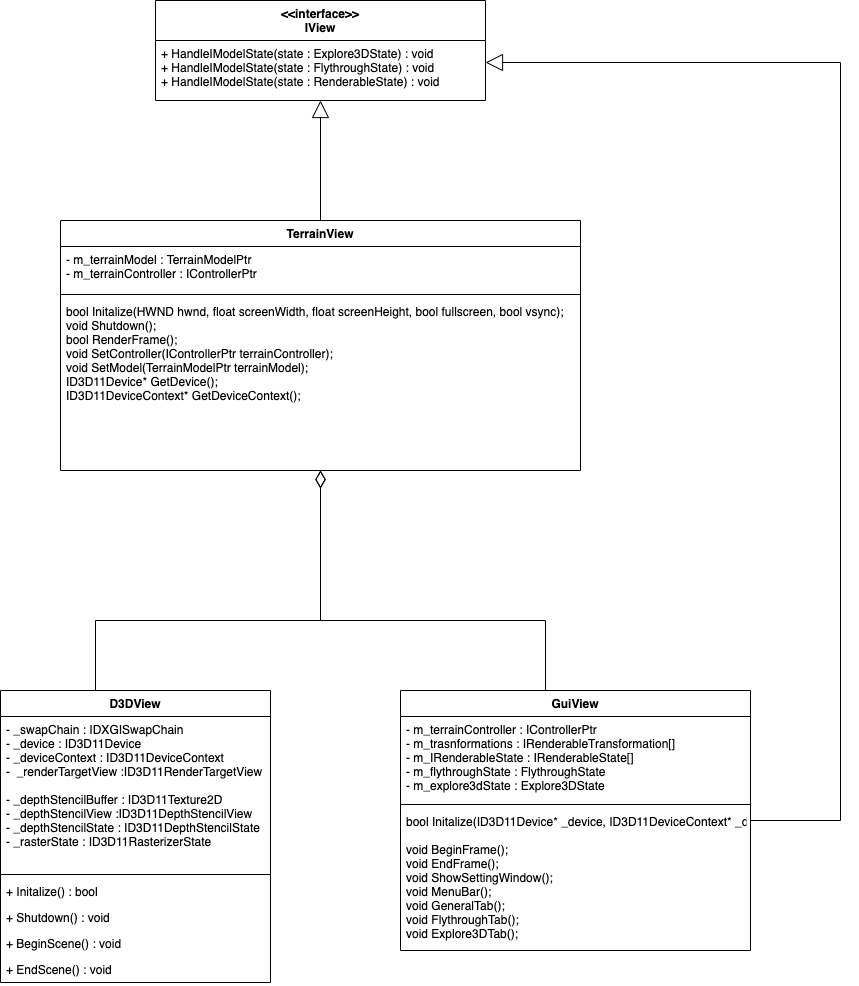 <<interface>>
IView
+ HandleIModelState(state : Explore3DState) : void
+ HandleIModelState(state : FlythroughState) : void
+ HandleIModelState(state : RenderableState) : void
TerrainView
- m_terrainModel : TerrainModelPtr
- m_terrainController : IControllerPtr
bool Initalize(HWND hwnd, float screenWidth, float screenHeight, bool fullscreen, bool vsync);
void Shutdown();
bool RenderFrame();
void SetController(IControllerPtr terrainController);
void SetModel(TerrainModelPtr terrainModel);
ID3D11Device* GetDevice();
ID3D11DeviceContext* GetDeviceContext();
D3DView
- _swapChain : IDXGISwapChain
- _device : ID3D11Device
- _deviceContext : ID3D11DeviceContext
- _renderTargetView :ID3D11RenderTargetView
- _depthStencilBuffer : ID3D11Texture2D
- _depthStencilView :ID3D11DepthStencilView
- _depthStencilState : ID3D11DepthStencilState
- _rasterState : ID3D11RasterizerState
+ Initalize() : bool
+ Shutdown() : void
+ BeginScene() : void
+ EndScene() : void
GuiView
- m_terrainController : IControllerPtr
- m_trasnformations : IRenderableTransformation[]
- m_IRenderableState : IRenderableState[]
- m_flythroughState : FlythroughState
- m_explore3dState : Explore3DState
bool Initalize(ID3D11Device* _device, ID3D11DeviceContext*
void BeginFrame();
void EndFrame();
void ShowSettingWindow();
void MenuBar();
void GeneralTab();
void FlythroughTab();
void Explore3DTab();